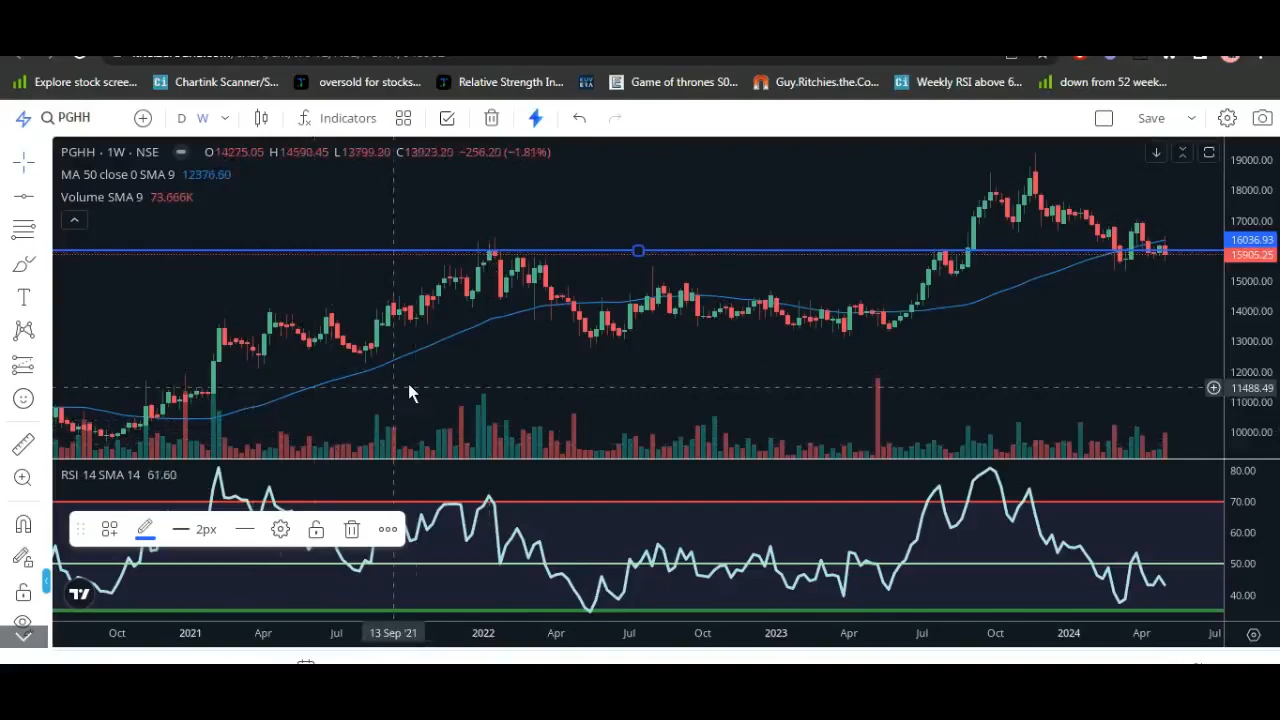 Explore stock scree...
Chartink Scanner/S...
oversold for stocks...
Relative Strength In...
Game of thrones S0...
Guy.Ritchies.the.Co...
Weekly RSI above 6...
down from 52 week...
PGHH
D W
Indicators
Save
PGHH · 1W · NSE
O14275.05 H14590.45 L13799.20 C13923.20 −256.20 (−1.81%)
MA 50 close 0 SMA 9 12376.60
Volume SMA 9 73.666K
19000.00
18000.00
17000.00
16036.93
15905.25
15000.00
14000.00
13000.00
12000.00
11488.49
11000.00
10000.00
RSI 14 SMA 14 61.60
80.00
70.00
60.00
50.00
40.00
2px
Oct 2021 Apr Jul 13 Sep '21 2022 Apr Jul Oct 2023 Apr Jul Oct 2024 Apr Jul